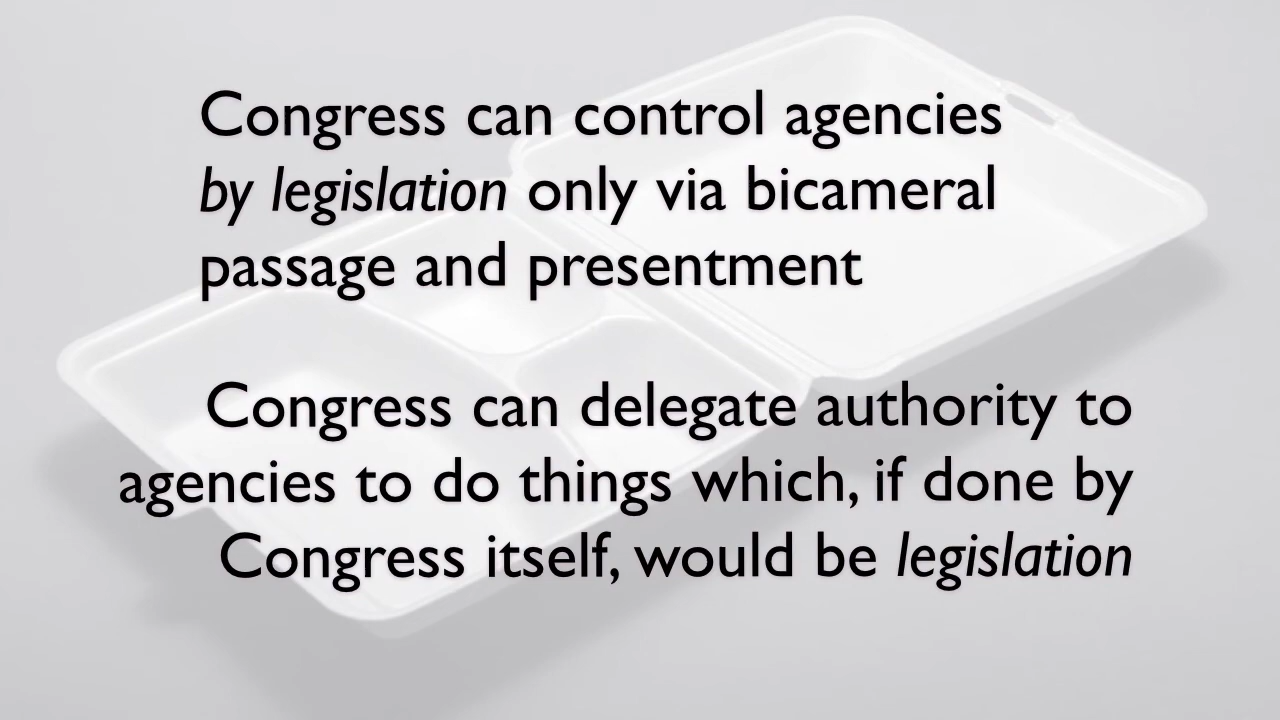 Congress can control agencies
by legislation only via bicameral
passage and presentment
Congress can delegate authority to
agencies to do things which, if done by
Congress itself, would be legislation